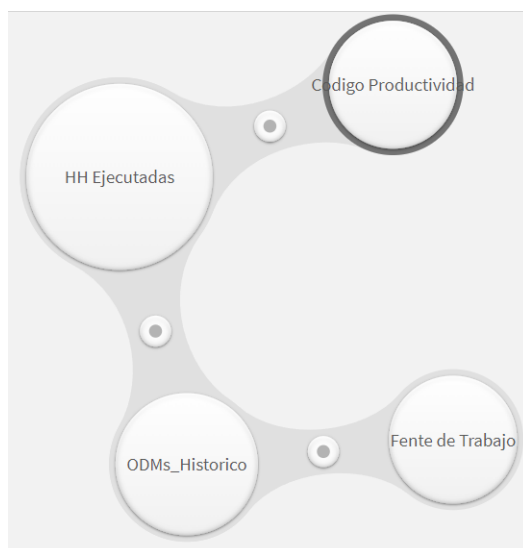 Codigo Productividad
HH Ejecutadas
Fente de Trabajo
ODMs_Historico